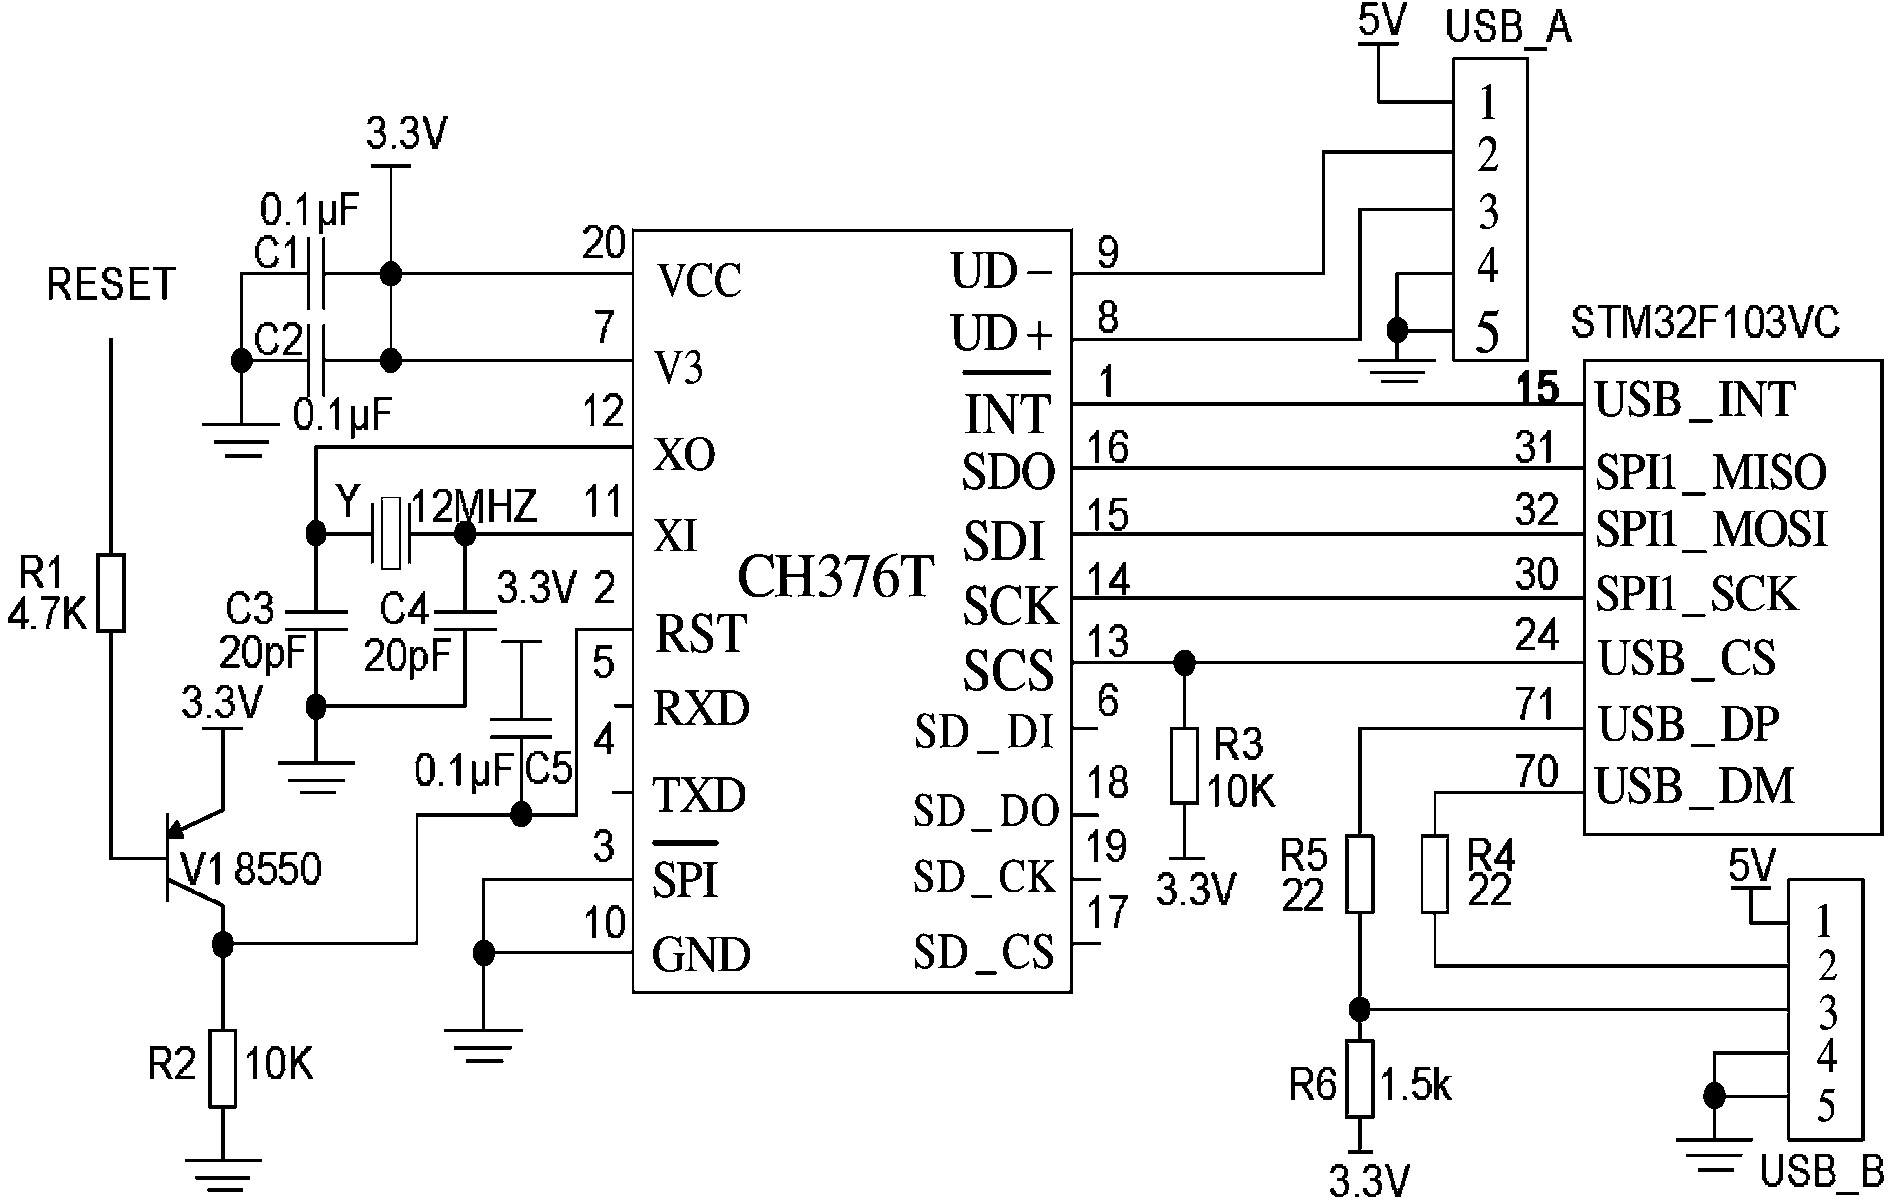 5V
USB_A
1
2
3
4
5
3.3V
0.1µF
C1
C2
0.1µF
RESET
R1
4.7K
Y
12MHZ
C3
20pF
C4
20pF
3.3V
3.3V
0.1µF C5
V1 8550
R2
10K
20
VCC
7
V3
12
XO
11
XI
2
RST
5
RXD
4
TXD
3
SPI
10
GND
CH376T
UD-
9
UD+
8
INT
1
SDO
16
SDI
15
SCK
14
SCS
13
SD_DI
6
SD_DO
18
SD_CK
19
SD_CS
17
R3
10K
3.3V
STM32F103VC
15
USB_INT
31
SPI1_MISO
32
SPI1_MOSI
30
SPI1_SCK
24
USB_CS
71
USB_DP
70
USB_DM
R5
22
R4
22
R6
1.5k
3.3V
5V
1
2
3
4
5
USB_B